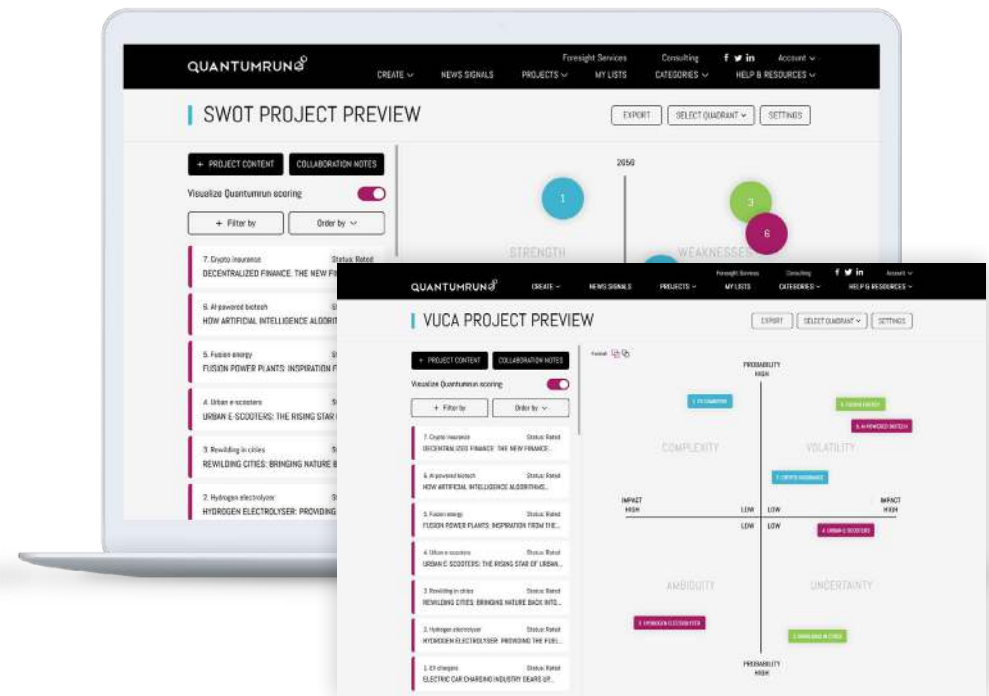 QUANTUMRUN
Foresight Services Consulting Account
CREATE NEWS SIGNALS PROJECTS MY LISTS CATEGORIES HELP & RESOURCES
SWOT PROJECT PREVIEW
EXPORT SELECT QUADRANT SETTINGS
+ PROJECT CONTENT COLLABORATION NOTES
Visualize Quantumrun scoring
+ Filter by Order by
7. Crypto insurance Status: Rated
DECENTRALIZED FINANCE: THE NEW FI
6. AI-powered biotech S
HOW ARTIFICIAL INTELLIGENCE ALGORIT
5. Fusion energy S
FUSION POWER PLANTS: INSPIRATION F
4. Urban e-scooters S
URBAN E-SCOOTERS: THE RISING STAR
3. Rewilding in cities S
REWILDING CITIES: BRINGING NATURE B
2. Hydrogen electrolyzer S
HYDROGEN ELECTROLYSER: PROVIDING
2050
1
3
6
STRENGTH WEAKNESSES
QUANTUMRUN
Foresight Services Consulting Account
CREATE NEWS SIGNALS PROJECTS MY LISTS CATEGORIES HELP & RESOURCES
VUCA PROJECT PREVIEW
EXPORT SELECT QUADRANT SETTINGS
+ PROJECT CONTENT COLLABORATION NOTES
Visualize Quantumrun scoring
+ Filter by Order by
7. Crypto insurance Status: Rated
DECENTRALIZED FINANCE: THE NEW FINANCE...
6. AI-powered biotech Status: Rated
HOW ARTIFICIAL INTELLIGENCE ALGORITHMS...
5. Fusion energy Status: Rated
FUSION POWER PLANTS: INSPIRATION FROM THE...
4. Urban e-scooters Status: Rated
URBAN E-SCOOTERS: THE RISING STAR OF URBAN...
3. Rewilding in cities Status: Rated
REWILDING CITIES: BRINGING NATURE BACK INTO...
2. Hydrogen electrolyzer Status: Rated
HYDROGEN ELECTROLYSER: PROVIDING THE FUEL...
1. EV chargers Status: Rated
ELECTRIC CAR CHARGING INDUSTRY GEARS UP...
PROBABILITY
HIGH
5. FUSION ENERGY
6. AI-POWERED BIOTECH
COMPLEXITY VOLATILITY
7. CRYPTO INSURANCE
IMPACT
HIGH
LOW LOW
IMPACT
HIGH
LOW LOW
4. URBAN E-SCOOTERS
AMBIGUITY UNCERTAINTY
2. HYDROGEN ELECTROLYZER
3. REWILDING IN CITIES
PROBABILITY
HIGH